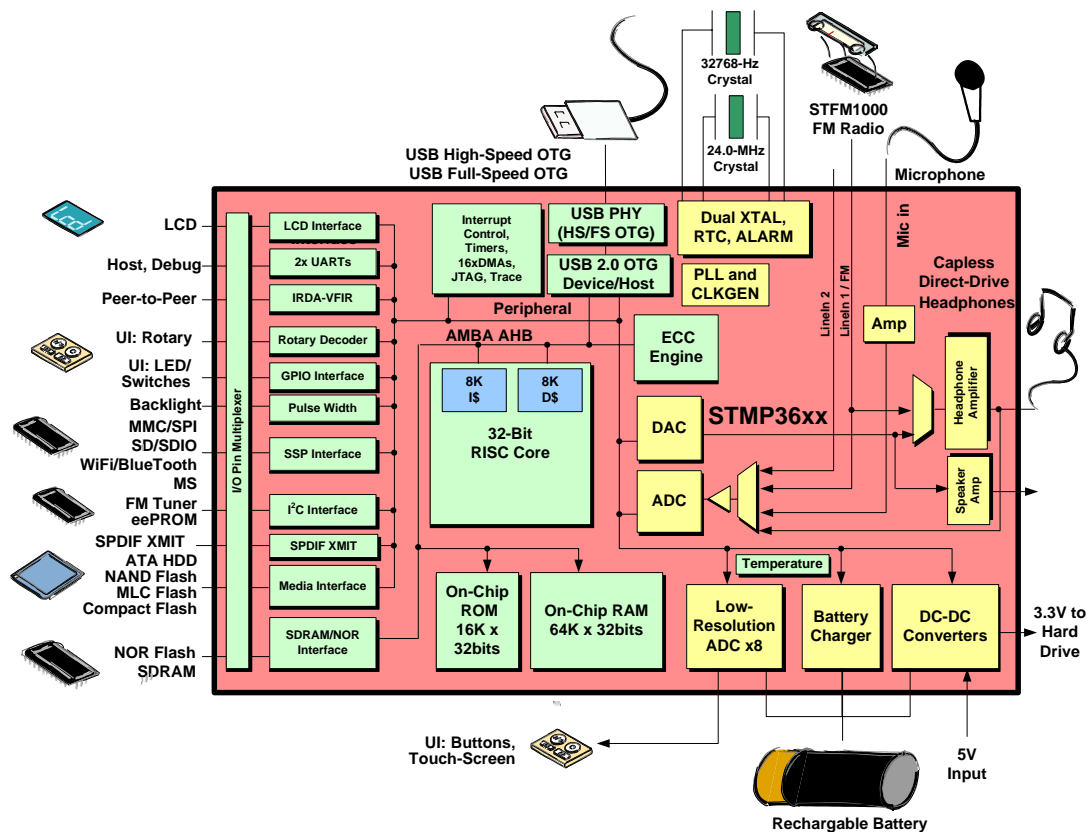 32768-Hz
Crystal
24.0-MHz
Crystal
STFM1000
FM Radio
USB High-Speed OTG
USB Full-Speed OTG
Microphone
Lcd
LCD
Host, Debug
Peer-to-Peer
UI: Rotary
UI: LED/
Switches
Backlight
MMC/SPI
SD/SDIO
WiFi/BlueTooth
MS
FM Tuner
eePROM
SPDIF XMIT
ATA HDD
NAND Flash
MLC Flash
Compact Flash
NOR Flash
SDRAM
I/O Pin Multiplexer
LCD Interface
2x UARTs
IRDA-VFIR
Rotary Decoder
GPIO Interface
Pulse Width
SSP Interface
I²C Interface
SPDIF XMIT
Media Interface
SDRAM/NOR
Interface
Interrupt
Control,
Timers,
16xDMAs,
JTAG, Trace
USB PHY
(HS/FS OTG)
USB 2.0 OTG
Device/Host
Dual XTAL,
RTC, ALARM
PLL and
CLKGEN
Peripheral
AMBA AHB
ECC
Engine
8K
I$
8K
D$
32-Bit
RISC Core
DAC
ADC
STMP36xx
LineIn 2
LineIn 1 / FM
Mic in
Amp
Capless
Direct-Drive
Headphones
Headphone
Amplifier
Speaker
Amp
On-Chip
ROM
16K x
32bits
On-Chip RAM
64K x 32bits
Temperature
Low-
Resolution
ADC x8
Battery
Charger
DC-DC
Converters
3.3V to
Hard
Drive
UI: Buttons,
Touch-Screen
5V
Input
Rechargable Battery